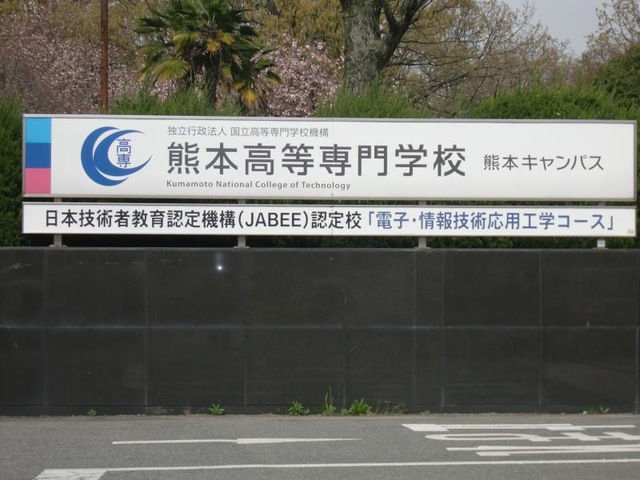 独立行政法人 国立高等専門学校機構
高専
熊本高等専門学校 熊本キャンパス
Kumamoto National College of Technology
日本技術者教育認定機構(JABEE)認定校「電子・情報技術応用工学コース」